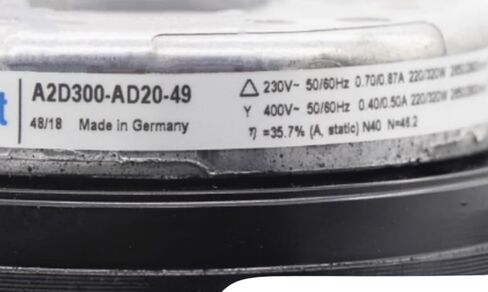 A2D300-AD20-49
48/18 Made in Germany
△ 230V~ 50/60Hz 0.70/0.87A 220/320W
Y 400V~ 50/60Hz 0.40/0.50A 220/320W
η =35.7% (A, static) N40 N=46.2